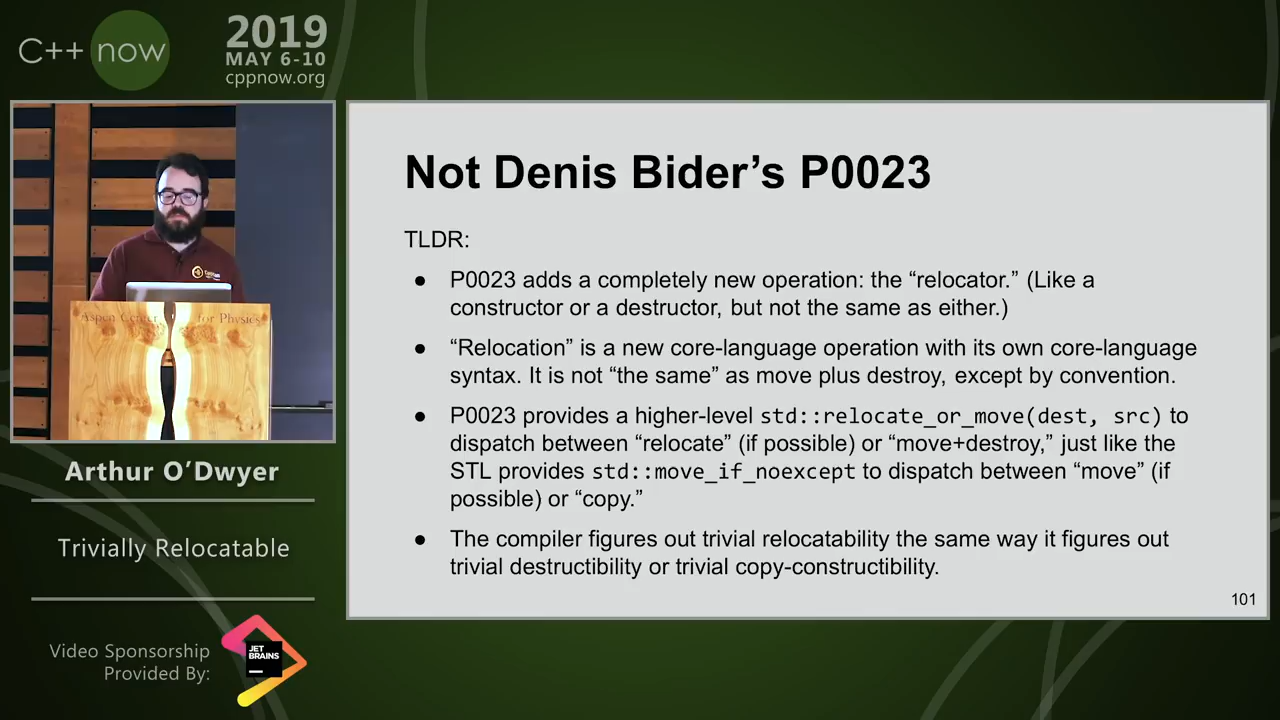 C++ now
2019
MAY 6-10
cppnow.org
Aspen Center for Physics
Arthur O’Dwyer
Trivially Relocatable
Video Sponsorship
Provided By:
JET
BRAINS
Not Denis Bider’s P0023
TLDR:
● P0023 adds a completely new operation: the “relocator.” (Like a
constructor or a destructor, but not the same as either.)
● “Relocation” is a new core-language operation with its own core-language
syntax. It is not “the same” as move plus destroy, except by convention.
● P0023 provides a higher-level std::relocate_or_move(dest, src) to
dispatch between “relocate” (if possible) or “move+destroy,” just like the
STL provides std::move_if_noexcept to dispatch between “move” (if
possible) or “copy.”
● The compiler figures out trivial relocatability the same way it figures out
trivial destructibility or trivial copy-constructibility.
101